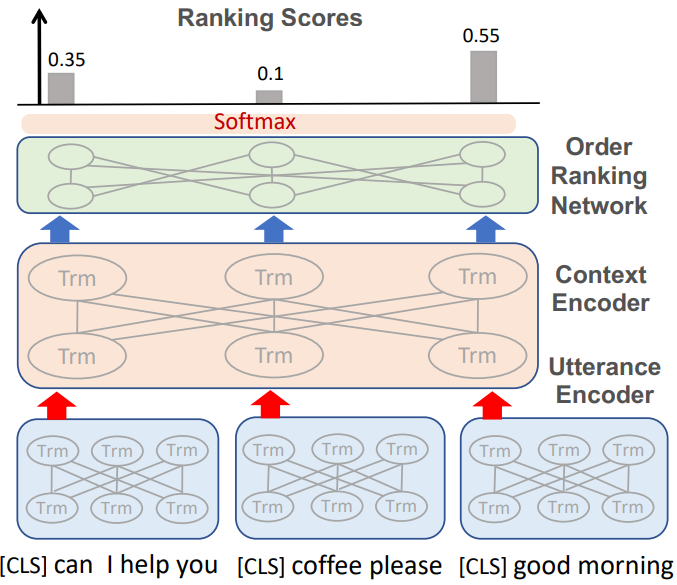 Ranking Scores
0.35
0.1
0.55
Softmax
Order
Ranking
Network
Trm Trm Trm
Trm Trm Trm
Context
Encoder
Utterance
Encoder
Trm Trm Trm Trm Trm Trm Trm Trm Trm
Trm Trm Trm Trm Trm Trm Trm Trm Trm
[CLS] can I help you [CLS] coffee please [CLS] good morning